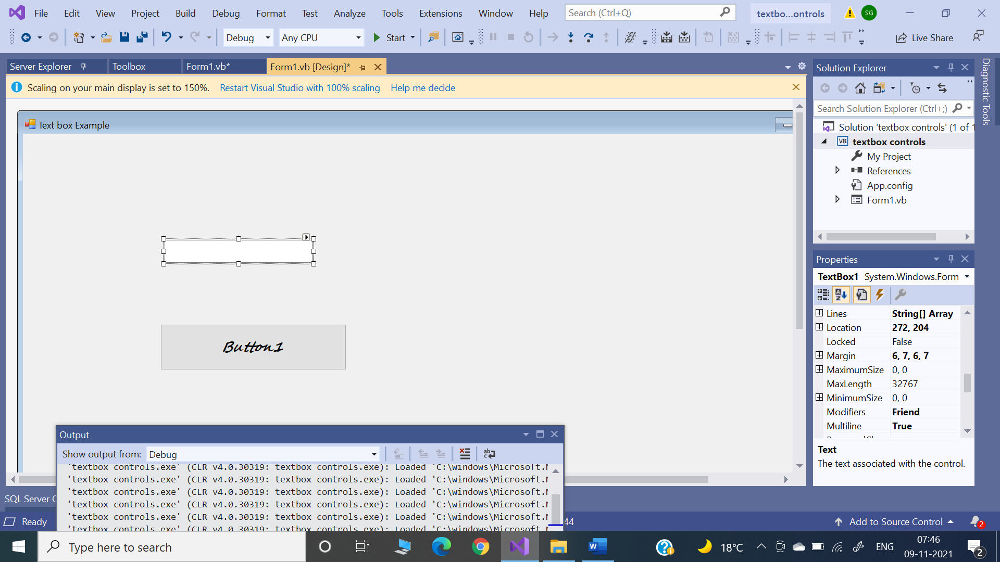 File Edit View Project Build Debug Format Test Analyze Tools Extensions Window Help Search (Ctrl+Q) textbo...ontrols SG
Debug Any CPU Start Live Share
Server Explorer Toolbox Form1.vb* Form1.vb [Design]*
Scaling on your main display is set to 150%. Restart Visual Studio with 100% scaling Help me decide
Text box Example
Button1
Output
Show output from: Debug
'textbox controls.exe' (CLR v4.0.30319: textbox controls.exe): Loaded 'C:\windows\Microsoft.
'textbox controls.exe' (CLR v4.0.30319: textbox controls.exe): Loaded 'C:\windows\Microsoft.
'textbox controls.exe' (CLR v4.0.30319: textbox controls.exe): Loaded 'C:\windows\Microsoft.
'textbox controls.exe' (CLR v4.0.30319: textbox controls.exe): Loaded 'C:\windows\Microsoft.
'textbox controls.exe' (CLR v4.0.30319: textbox controls.exe): Loaded 'C:\windows\Microsoft.
'textbox controls.exe' (CLR v4.0.30319: textbox controls.exe): Loaded 'C:\windows\Microsoft.
Solution Explorer
Search Solution Explorer (Ctrl+;)
Solution 'textbox controls' (1 of 1
VB textbox controls
My Project
References
App.config
Form1.vb
Properties
TextBox1 System.Windows.Form
Lines String[] Array
Location 272, 204
Locked False
Margin 6, 7, 6, 7
MaximumSize 0, 0
MaxLength 32767
MinimumSize 0, 0
Modifiers Friend
Multiline True
Text
The text associated with the control.
Diagnostic Tools
SQL Server
Ready 44 Add to Source Control 2
Type here to search 18°C ENG 07:46
09-11-2021 2